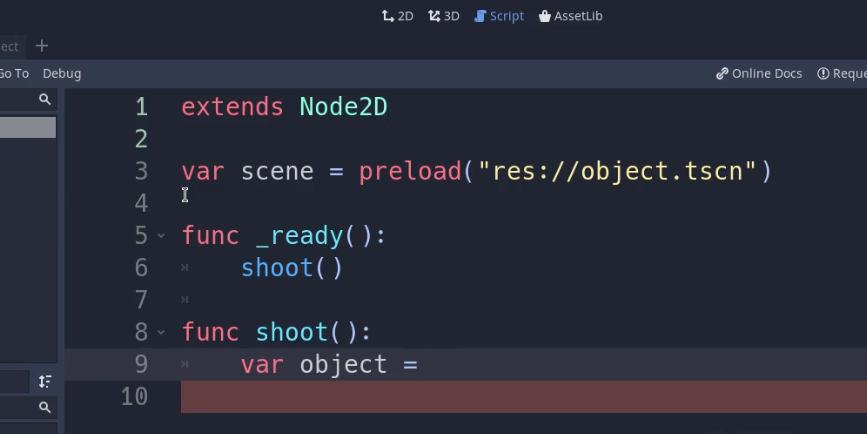 2D 3D Script AssetLib
ect +
Go To Debug Online Docs Reque
1 extends Node2D
2
3 var scene = preload("res://object.tscn")
4
5 func _ready():
6 shoot()
7
8 func shoot():
9 var object =
10